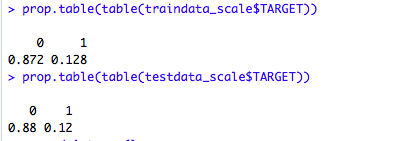 > prop.table(table(traindata_scale$TARGET))
0 1
0.872 0.128
> prop.table(table(testdata_scale$TARGET))
0 1
0.88 0.12